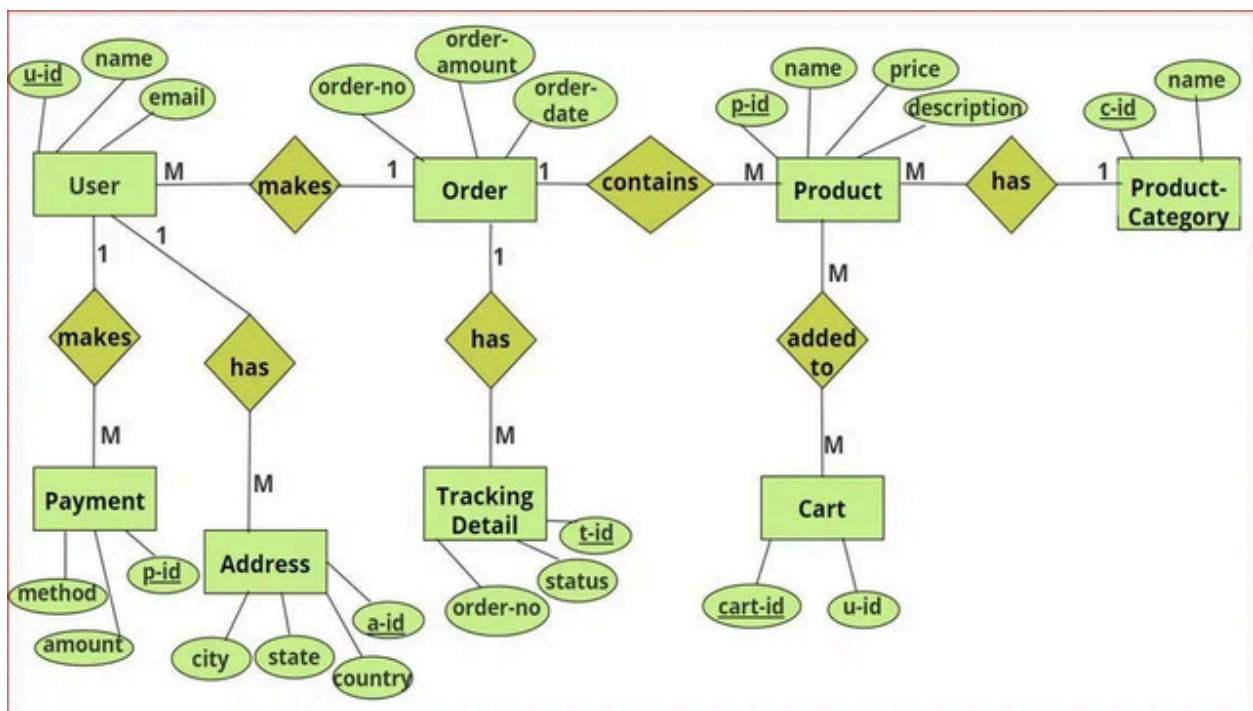 u-id
name
email
order-no
order-
amount
order-
date
name
price
p-id
description
name
c-id
User
M
makes
1
Order
1
contains
M
Product
M
has
1
Product-
Category
1
1
1
M
makes
has
has
added
to
M
M
M
M
Payment
Address
Tracking
Detail
Cart
method
p-id
amount
city
state
a-id
country
t-id
status
order-no
cart-id
u-id